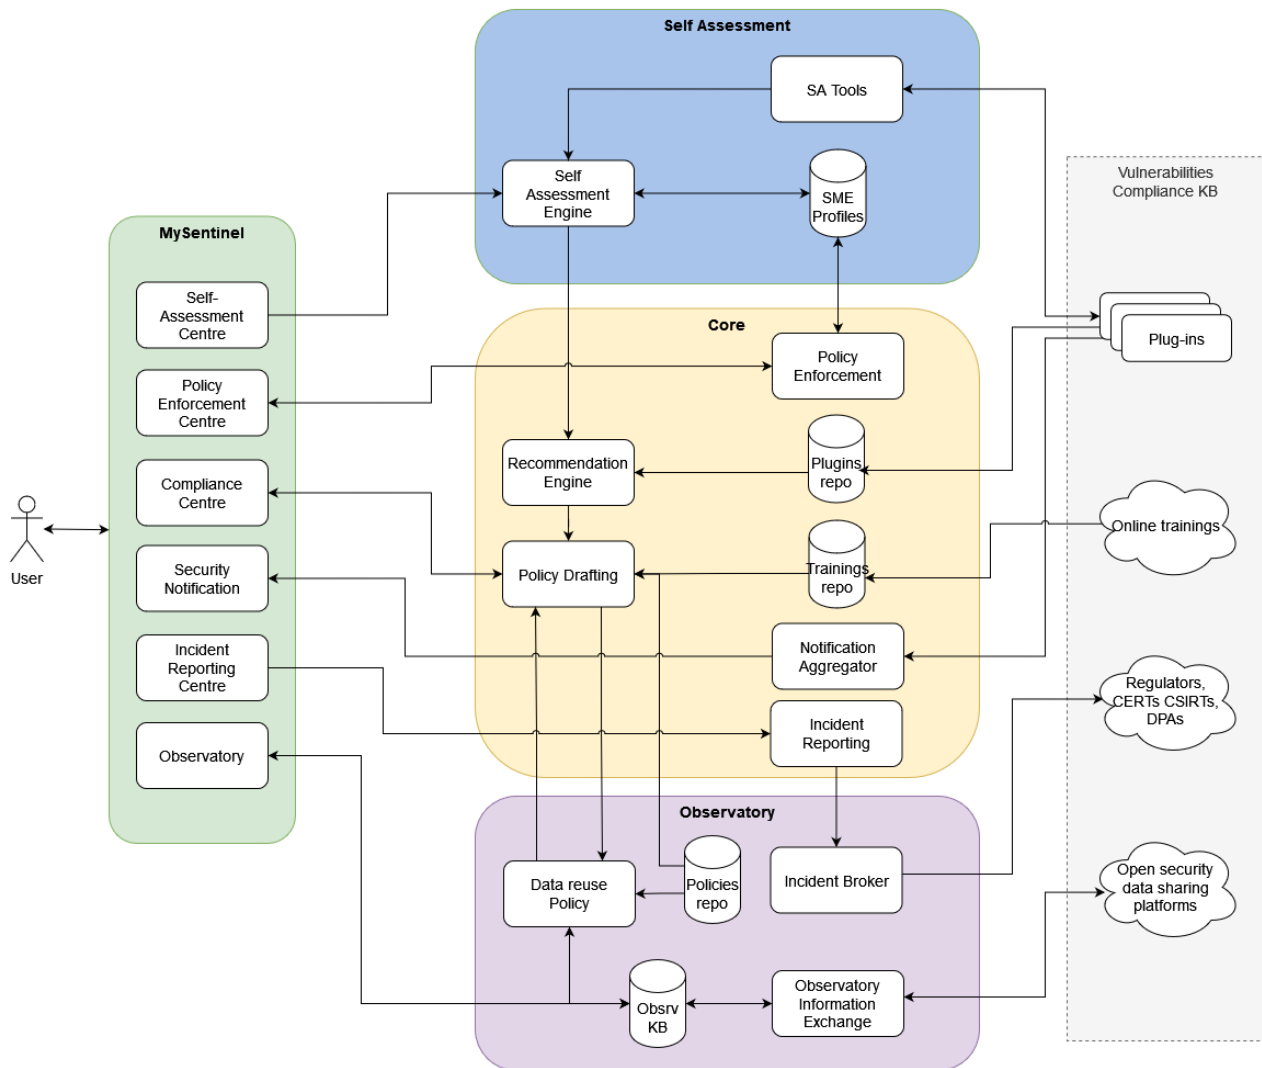 Self Assessment
SA Tools
Self
Assessment
Engine
SME
Profiles
Vulnerabilities
Compliance KB
MySentinel
Self-
Assessment
Centre
Policy
Enforcement
Centre
Compliance
Centre
Security
Notification
Incident
Reporting
Centre
Observatory
User
Core
Policy
Enforcement
Recommendation
Engine
Plugins
repo
Policy Drafting
Trainings
repo
Notification
Aggregator
Incident
Reporting
Plug-ins
Online trainings
Regulators,
CERTs CSIRTs,
DPAs
Open security
data sharing
platforms
Observatory
Data reuse
Policy
Policies
repo
Incident Broker
Obsrv
KB
Observatory
Information
Exchange